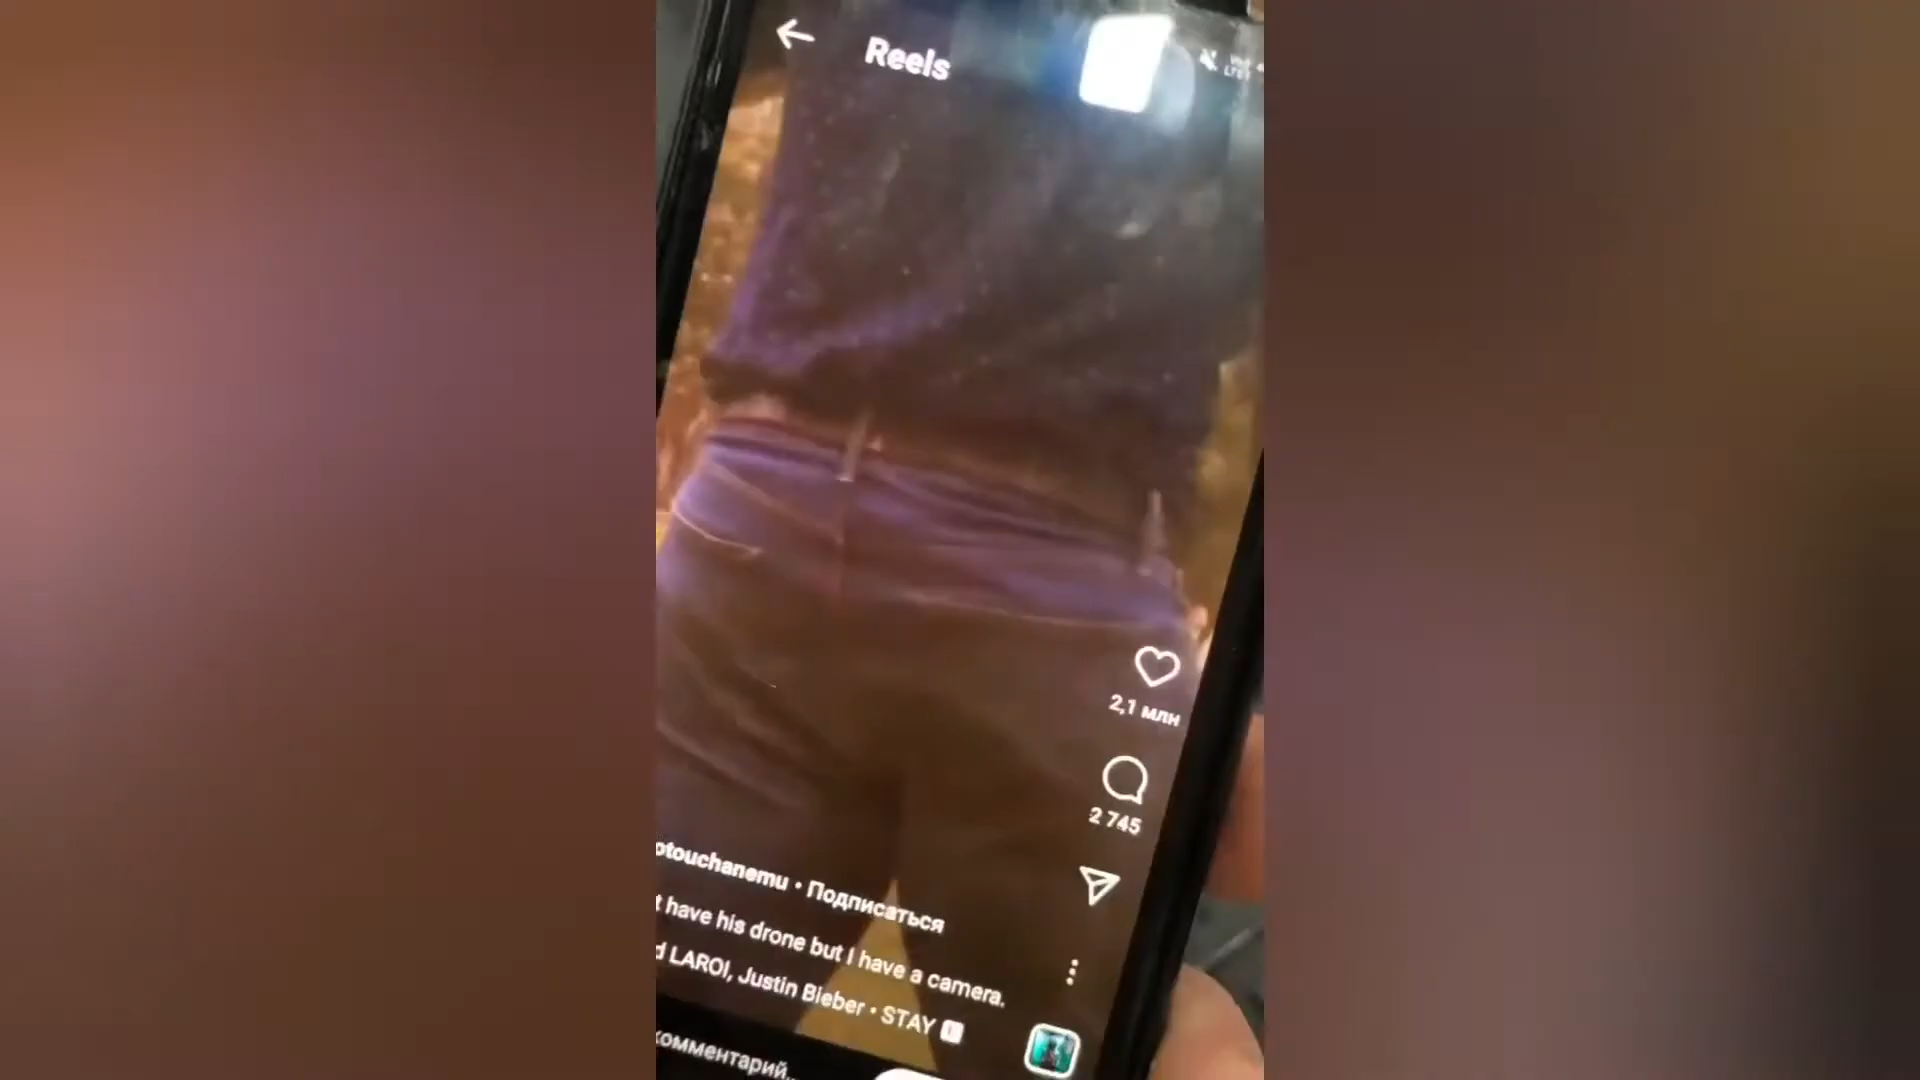 Reels
2,1 млн
2 745
otouchanemu • Подписаться
t have his drone but I have a camera.
d LAROI, Justin Bieber • STAY E
комментарий...